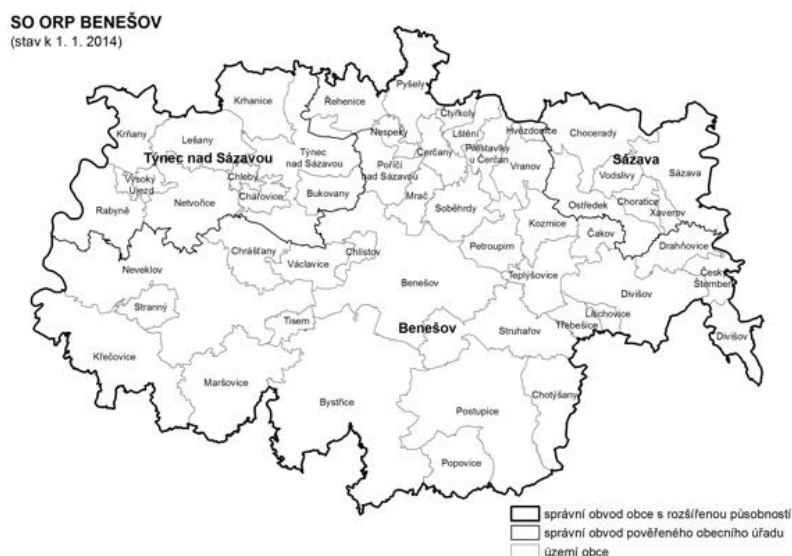 SO ORP BENEŠOV
(stav k 1. 1. 2014)
Pyšely
Krhanice
Řehenice
Čtyřkoly
Krňany
Lešany
Nespeky
Lštění
Hvězdonice
Chocerady
Týnec nad Sázavou
Týnec
nad Sázavou
Čerčany
Přestavlky
u Čerčan
Sázava
Poříčí
nad Sázavou
Vranov
Vodslivy
Sázava
Vysoký
Újezd
Chleby
Chářovice
Bukovany
Mrač
Rabyně
Netvořice
Soběhrdy
Ostředek
Choratice
Xaverov
Kozmice
Čakov
Drahňovice
Chrášťany
Václavice
Chlístov
Petroupim
Neveklov
Benešov
Teplýšovice
Český
Šternberk
Divišov
Stranný
Tisem
Benešov
Struhařov
Litichovice
Třebešice
Divišov
Křečovice
Maršovice
Bystřice
Postupice
Chotýšany
Popovice
správní obvod obce s rozšířenou působností
správní obvod pověřeného obecního úřadu
území obce